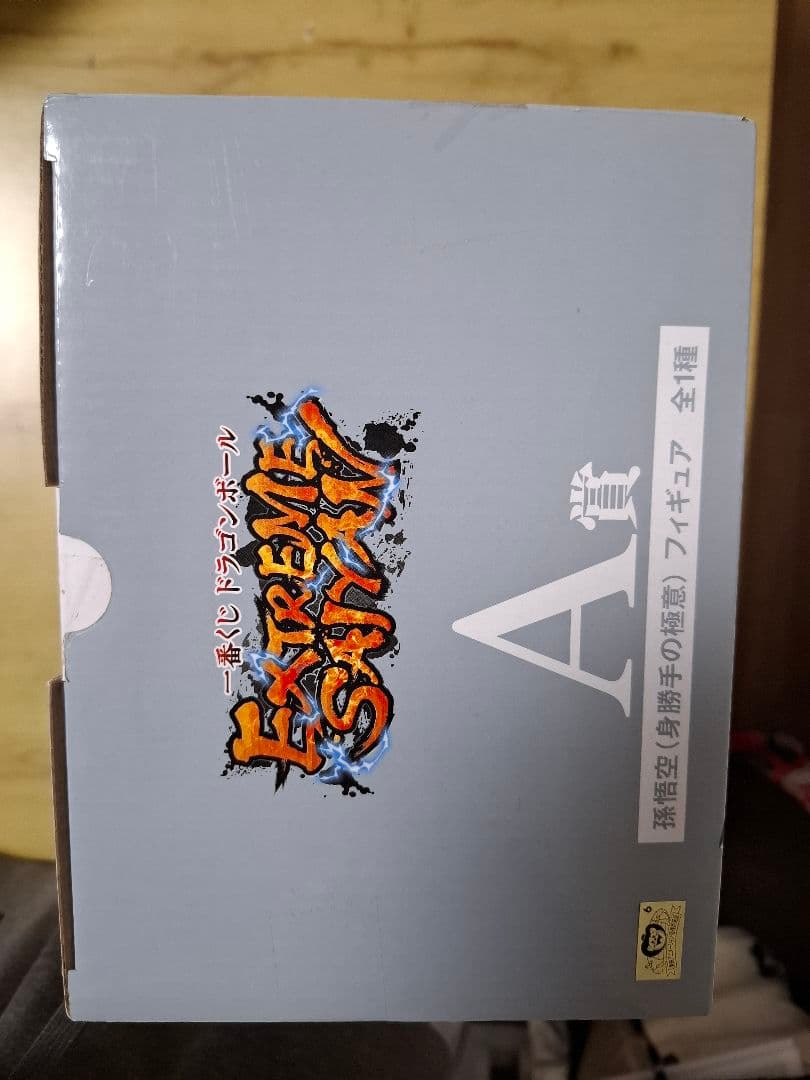 一番くじ ドラゴンボール
EXTREME
SAIYAN
A賞
孫悟空（身勝手の極意）フィギュア 全1種
6